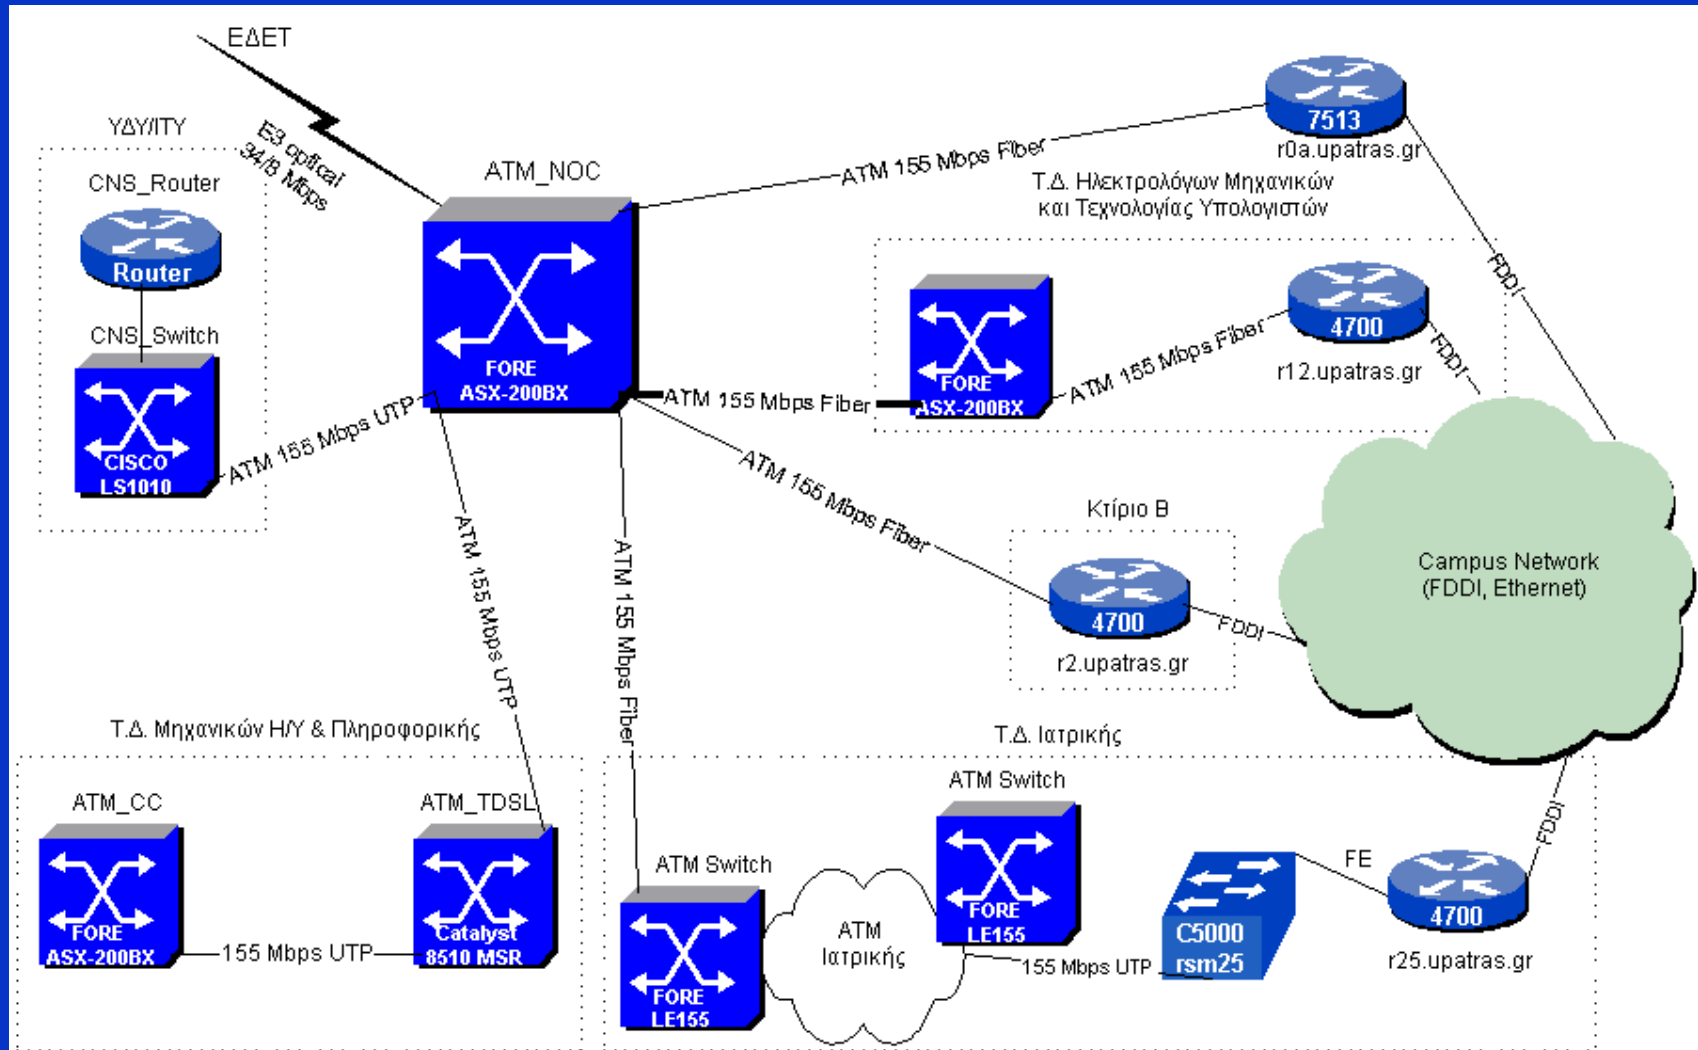 ΕΔΕΤ
ΥΔΥ/ΙΤΥ
E3 optical
34/8 Mbps
CNS_Router
Router
CNS_Switch
CISCO
LS1010
ATM 155 Mbps UTP
ATM_NOC
FORE
ASX-200BX
ATM 155 Mbps Fiber
7513
r0a.upatras.gr
FDDI
Τ.Δ. Ηλεκτρολόγων Μηχανικών
και Τεχνολογίας Υπολογιστών
ATM 155 Mbps Fiber
FORE
ASX-200BX
ATM 155 Mbps Fiber
4700
r12.upatras.gr
FDDI
ATM 155 Mbps Fiber
Κτίριο Β
4700
r2.upatras.gr
FDDI
Campus Network
(FDDI, Ethernet)
ATM 155 Mbps UTP
ATM 155 Mbps Fiber
Τ.Δ. Μηχανικών Η/Υ & Πληροφορικής
ATM_CC
FORE
ASX-200BX
155 Mbps UTP
ATM_TDSL
Catalyst
8510 MSR
Τ.Δ. Ιατρικής
ATM Switch
FORE
LE155
ATM
Ιατρικής
ATM Switch
FORE
LE155
155 Mbps UTP
C5000
rsm25
FE
4700
r25.upatras.gr
FDDI